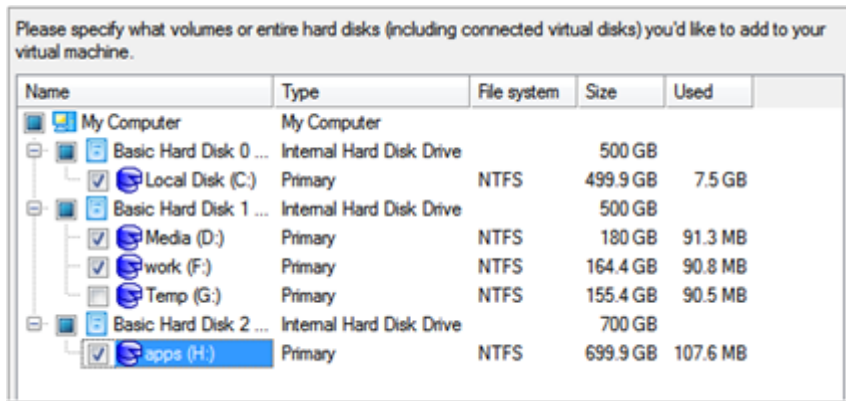 Please specify what volumes or entire hard disks (including connected virtual disks) you'd like to add to your
virtual machine.
Name Type File system Size Used
My Computer My Computer
Basic Hard Disk 0 ... Internal Hard Disk Drive 500 GB
Local Disk (C:) Primary NTFS 499.9 GB 7.5 GB
Basic Hard Disk 1 ... Internal Hard Disk Drive 500 GB
Media (D:) Primary NTFS 180 GB 91.3 MB
work (F:) Primary NTFS 164.4 GB 90.8 MB
Temp (G:) Primary NTFS 155.4 GB 90.5 MB
Basic Hard Disk 2 ... Internal Hard Disk Drive 700 GB
apps (H:) Primary NTFS 699.9 GB 107.6 MB